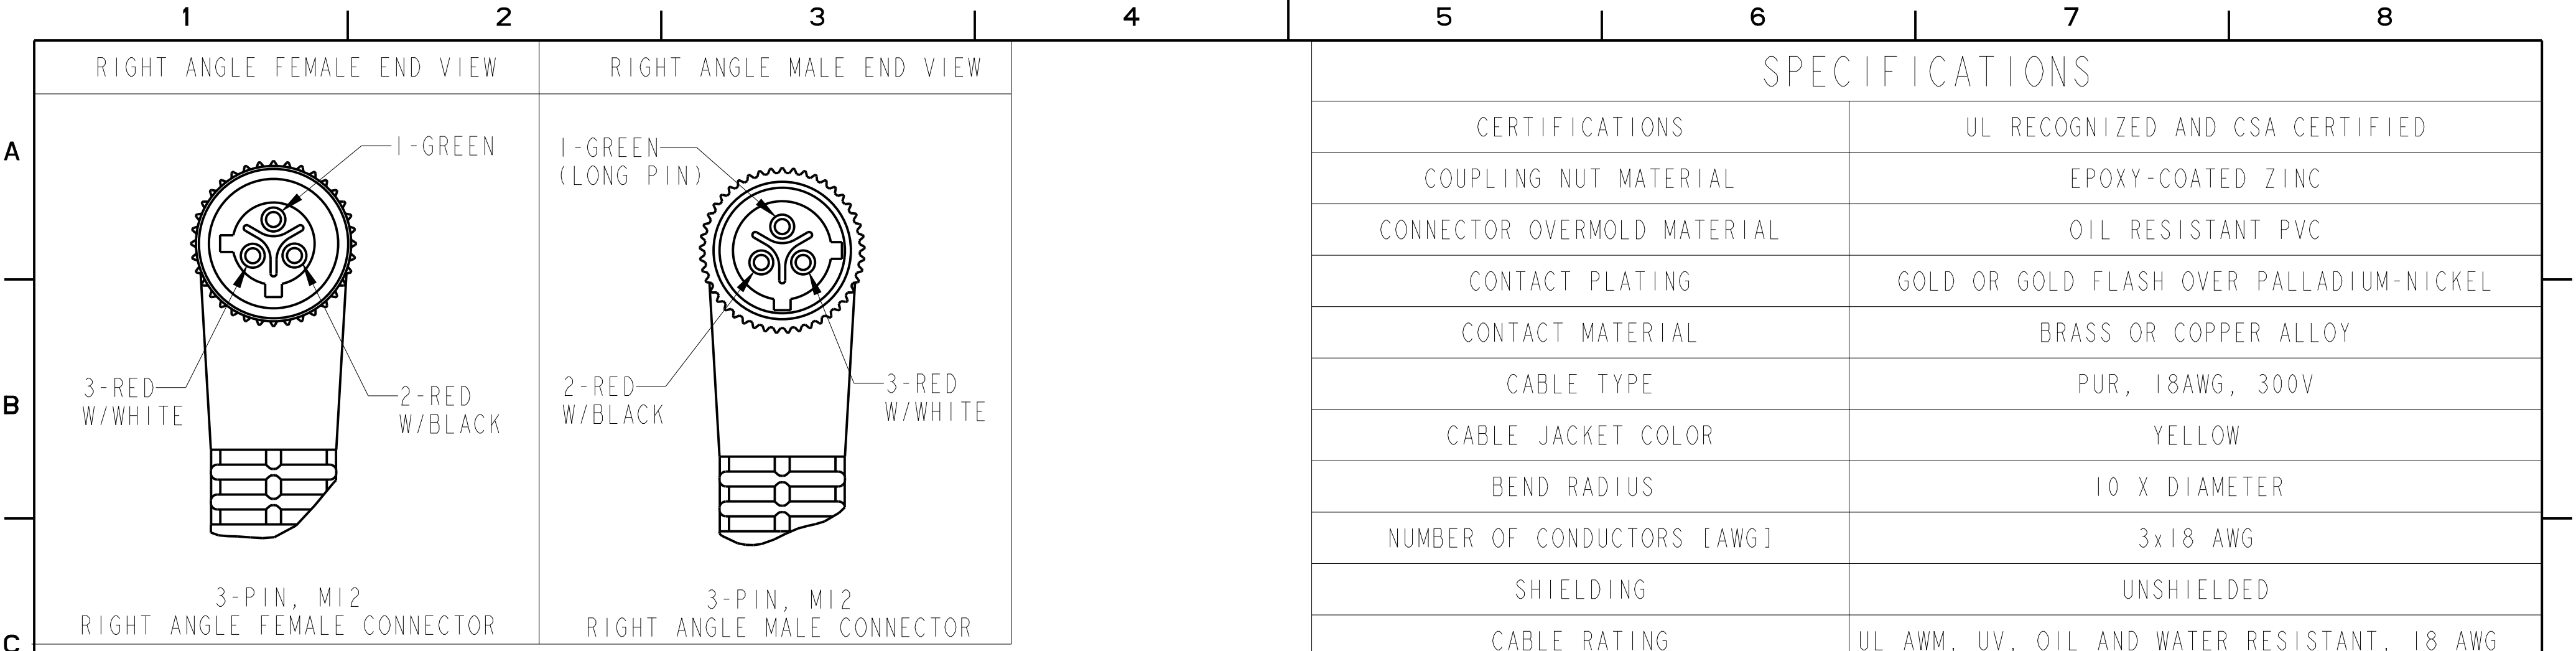 1 2 3 4 5 6 7 8
RIGHT ANGLE FEMALE END VIEW
RIGHT ANGLE MALE END VIEW
A
1-GREEN
3-RED
W/WHITE
2-RED
W/BLACK
3-PIN, M12
RIGHT ANGLE FEMALE CONNECTOR
1-GREEN
(LONG PIN)
2-RED
W/BLACK
3-RED
W/WHITE
3-PIN, M12
RIGHT ANGLE MALE CONNECTOR
B
C
SPECIFICATIONS
CERTIFICATIONS UL RECOGNIZED AND CSA CERTIFIED
COUPLING NUT MATERIAL EPOXY-COATED ZINC
CONNECTOR OVERMOLD MATERIAL OIL RESISTANT PVC
CONTACT PLATING GOLD OR GOLD FLASH OVER PALLADIUM-NICKEL
CONTACT MATERIAL BRASS OR COPPER ALLOY
CABLE TYPE PUR, 18AWG, 300V
CABLE JACKET COLOR YELLOW
BEND RADIUS 10 X DIAMETER
NUMBER OF CONDUCTORS [AWG] 3x18 AWG
SHIELDING UNSHIELDED
CABLE RATING UL AWM, UV, OIL AND WATER RESISTANT, 18 AWG